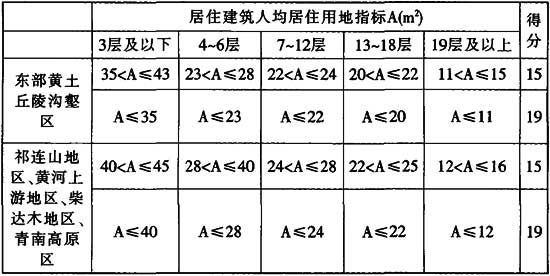 居住建筑人均居住用地指标A(m²) 得分
3层及以下 4~6层 7~12层 13~18层 19层及以上
东部黄土丘陵沟壑区 35<A≤43 23<A≤28 22<A≤24 20<A≤22 11<A≤15 15
A≤35 A≤23 A≤22 A≤20 A≤11 19
祁连山地区、黄河上游地区、柴达木地区、青南高原区 40<A≤45 28<A≤40 24<A≤28 22<A≤25 12<A≤16 15
A≤40 A≤28 A≤24 A≤22 A≤12 19